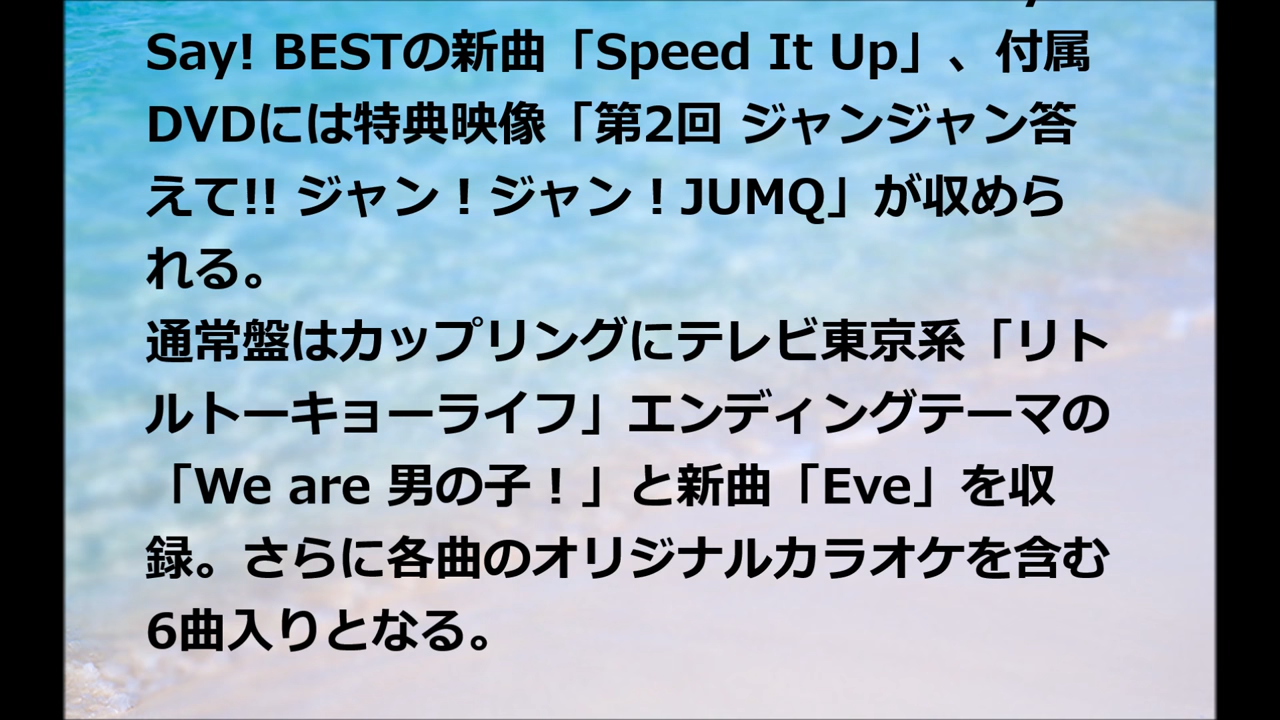 Say! BESTの新曲「Speed It Up」、付属
DVDには特典映像「第2回 ジャンジャン答
えて!! ジャン！ジャン！JUMQ」が収めら
れる。
通常盤はカップリングにテレビ東京系「リト
ルトーキョーライフ」エンディングテーマの
「We are 男の子！」と新曲「Eve」を収
録。さらに各曲のオリジナルカラオケを含む
6曲入りとなる。